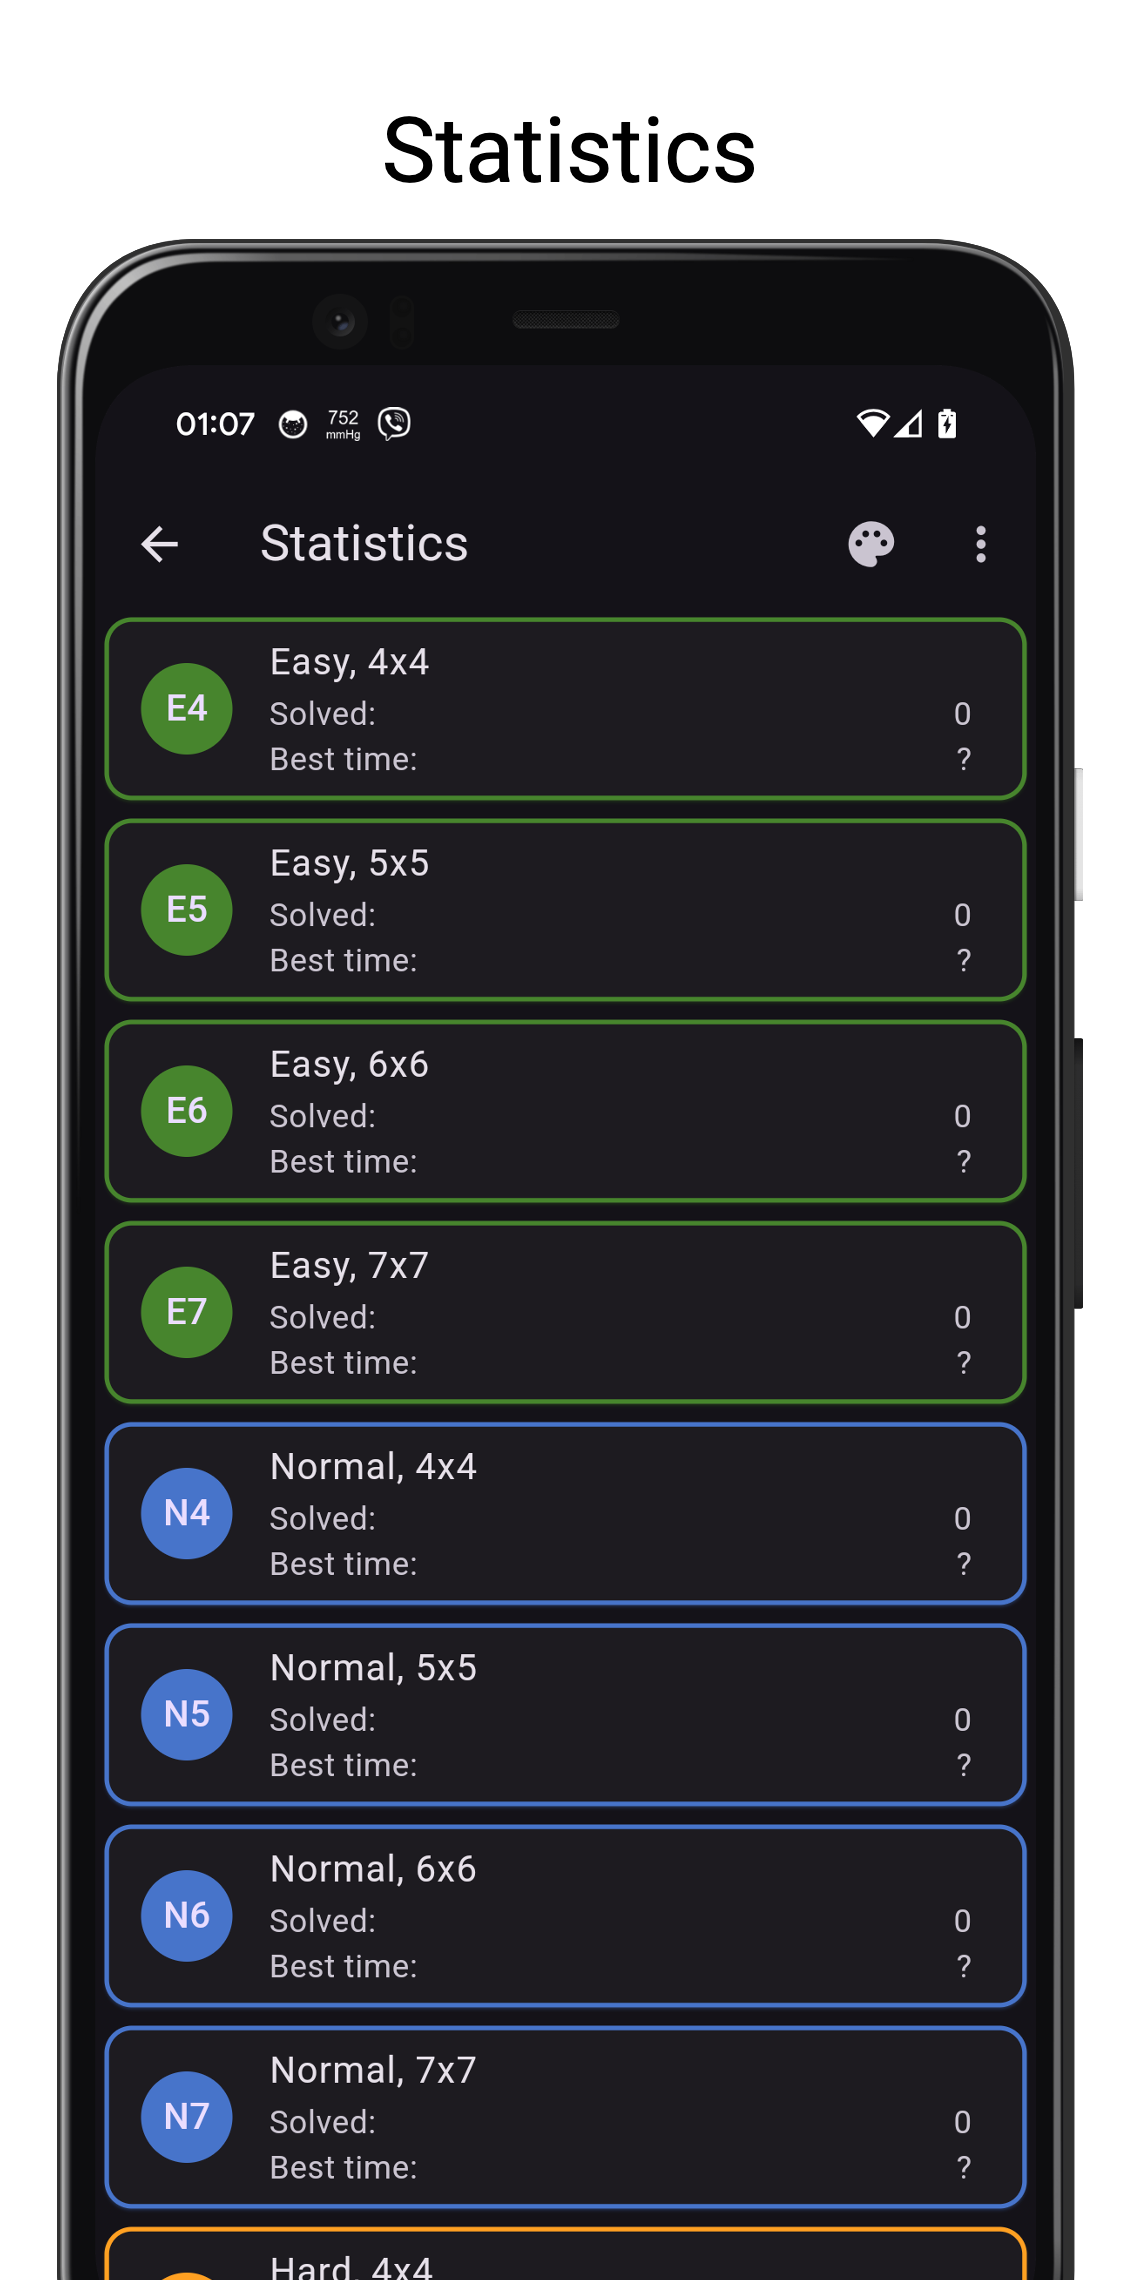 Statistics
01:07 752 mmHg
Statistics
E4
Easy, 4x4
Solved: 0
Best time: ?
E5
Easy, 5x5
Solved: 0
Best time: ?
E6
Easy, 6x6
Solved: 0
Best time: ?
E7
Easy, 7x7
Solved: 0
Best time: ?
N4
Normal, 4x4
Solved: 0
Best time: ?
N5
Normal, 5x5
Solved: 0
Best time: ?
N6
Normal, 6x6
Solved: 0
Best time: ?
N7
Normal, 7x7
Solved: 0
Best time: ?
Hard, 4x4